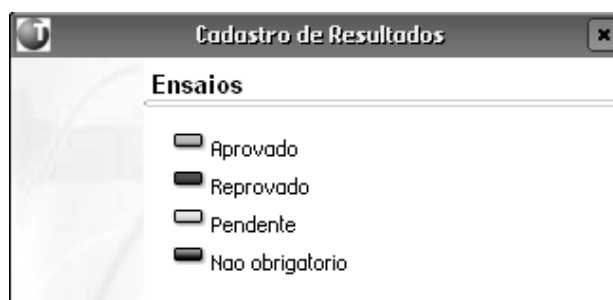 Cadastro de Resultados
Ensaios
Aprovado
Reprovado
Pendente
Nao obrigatorio